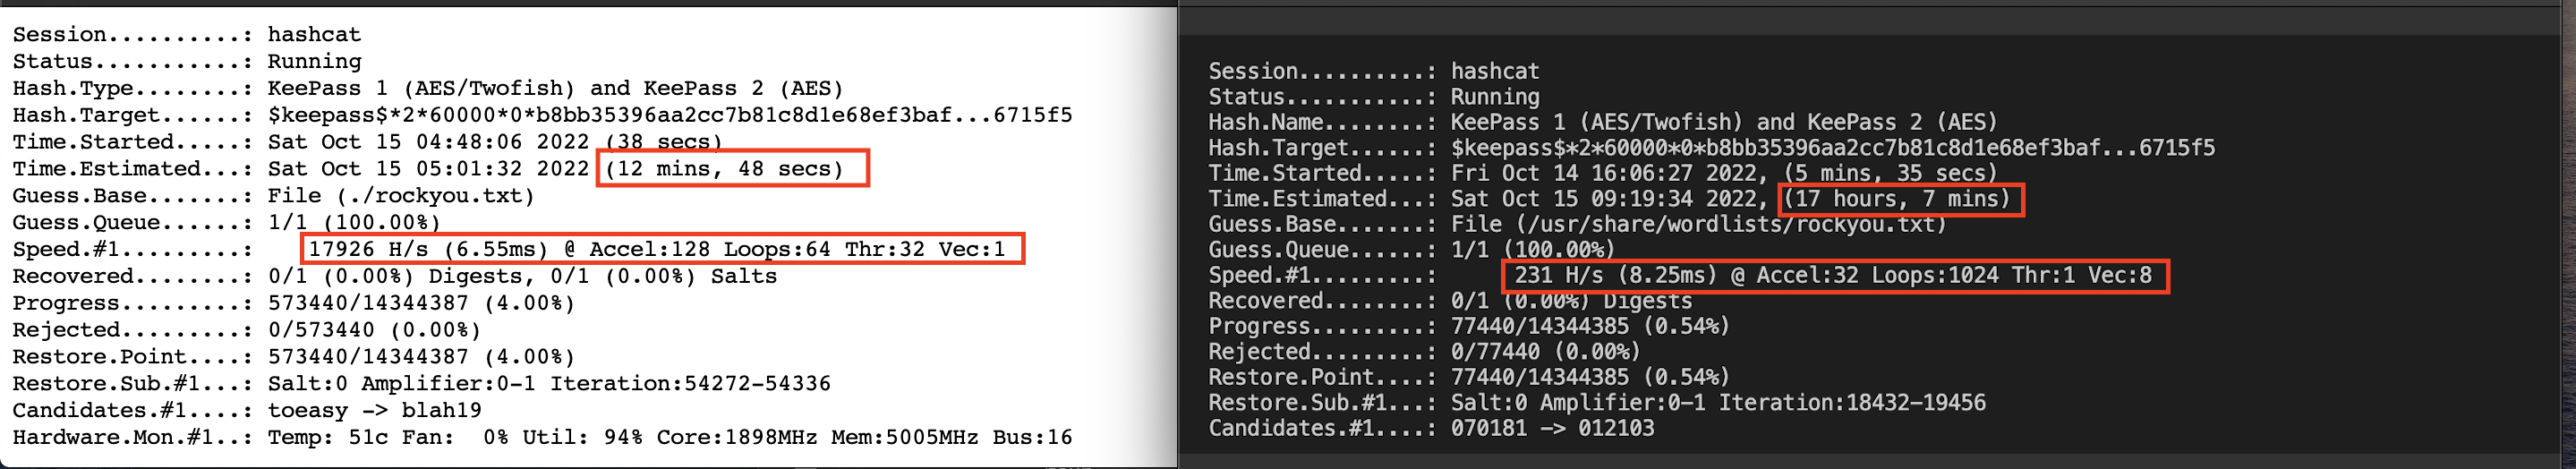 Session..........: hashcat
Status...........: Running
Hash.Type........: KeePass 1 (AES/Twofish) and KeePass 2 (AES)
Hash.Target......: $keepass$*2*60000*0*b8bb35396aa2cc7b81c8d1e68ef3baf...6715f5
Time.Started.....: Sat Oct 15 04:48:06 2022 (38 secs)
Time.Estimated...: Sat Oct 15 05:01:32 2022 (12 mins, 48 secs)
Guess.Base.......: File (./rockyou.txt)
Guess.Queue......: 1/1 (100.00%)
Speed.#1.........: 17926 H/s (6.55ms) @ Accel:128 Loops:64 Thr:32 Vec:1
Recovered........: 0/1 (0.00%) Digests, 0/1 (0.00%) Salts
Progress.........: 573440/14344387 (4.00%)
Rejected.........: 0/573440 (0.00%)
Restore.Point....: 573440/14344387 (4.00%)
Restore.Sub.#1...: Salt:0 Amplifier:0-1 Iteration:54272-54336
Candidates.#1....: toeasy -> blah19
Hardware.Mon.#1..: Temp: 51c Fan:  0% Util: 94% Core:1898MHz Mem:5005MHz Bus:16
Session..........: hashcat
Status...........: Running
Hash.Name........: KeePass 1 (AES/Twofish) and KeePass 2 (AES)
Hash.Target......: $keepass$*2*60000*0*b8bb35396aa2cc7b81c8d1e68ef3baf...6715f5
Time.Started.....: Fri Oct 14 16:06:27 2022, (5 mins, 35 secs)
Time.Estimated...: Sat Oct 15 09:19:34 2022, (17 hours, 7 mins)
Guess.Base.......: File (/usr/share/wordlists/rockyou.txt)
Guess.Queue......: 1/1 (100.00%)
Speed.#1.........: 231 H/s (8.25ms) @ Accel:32 Loops:1024 Thr:1 Vec:8
Recovered........: 0/1 (0.00%) Digests
Progress.........: 77440/14344385 (0.54%)
Rejected.........: 0/77440 (0.00%)
Restore.Point....: 77440/14344385 (0.54%)
Restore.Sub.#1...: Salt:0 Amplifier:0-1 Iteration:18432-19456
Candidates.#1....: 070181 -> 012103